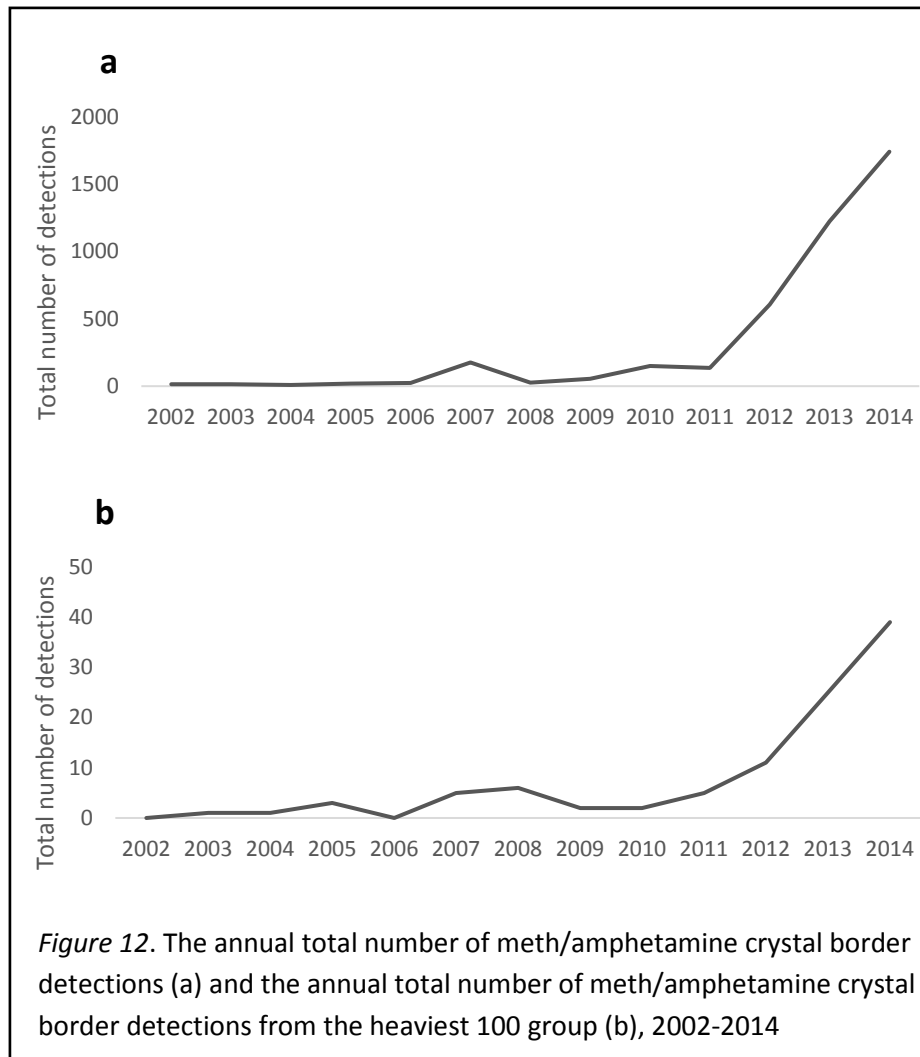 a
Total number of detections
2000
1500
1000
500
0
2002 2003 2004 2005 2006 2007 2008 2009 2010 2011 2012 2013 2014
b
Total number of detections
50
40
30
20
10
0
2002 2003 2004 2005 2006 2007 2008 2009 2010 2011 2012 2013 2014
Figure 12. The annual total number of meth/amphetamine crystal border
detections (a) and the annual total number of meth/amphetamine crystal
border detections from the heaviest 100 group (b), 2002-2014